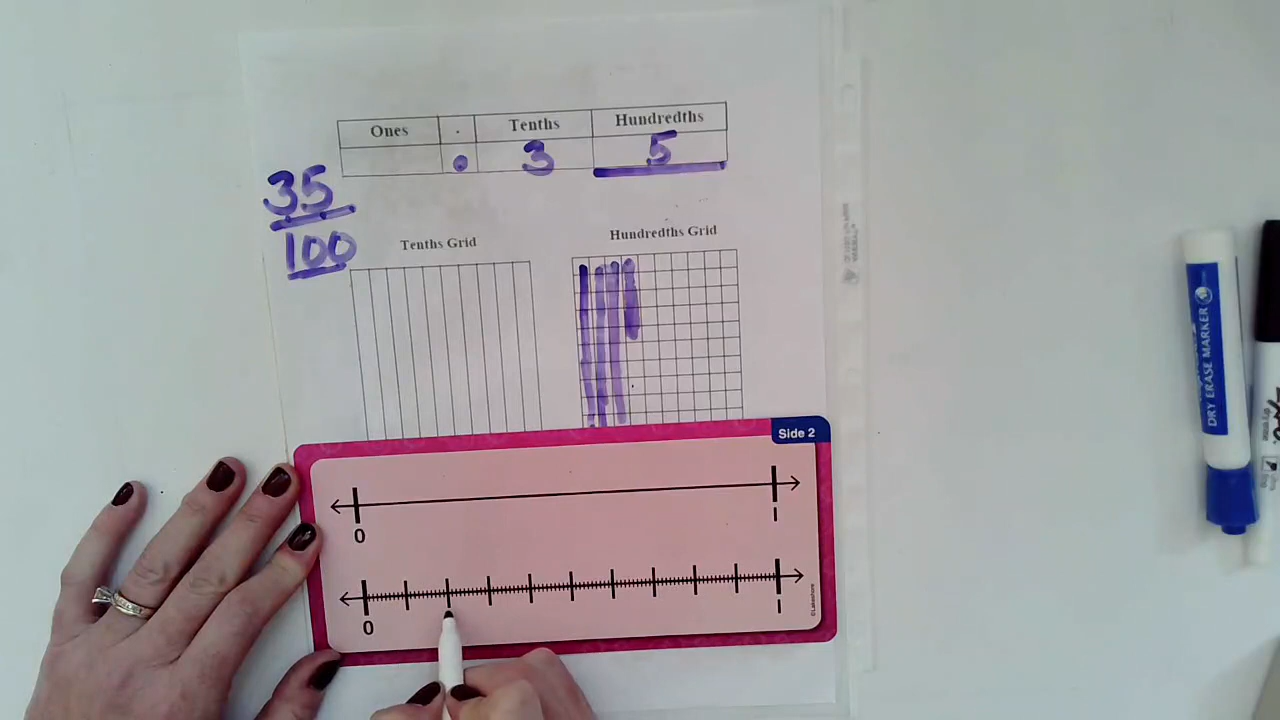 Ones . Tenths Hundredths
. 3 5
35
100
Tenths Grid
Hundredths Grid
Side 2
0 1
0 1
©Lakeshore
DRY ERASE MARKER